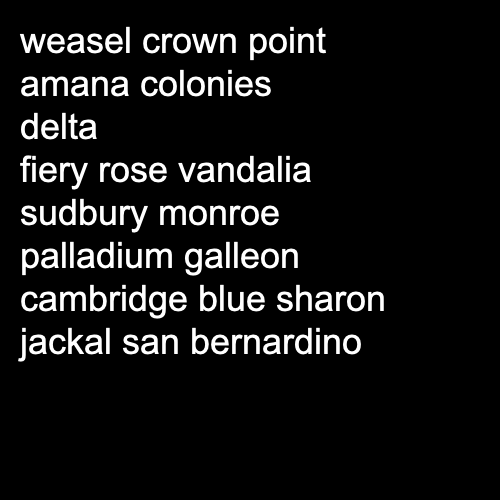 weasel crown point
amana colonies
delta
fiery rose vandalia
sudbury monroe
palladium galleon
cambridge blue sharon
jackal san bernardino